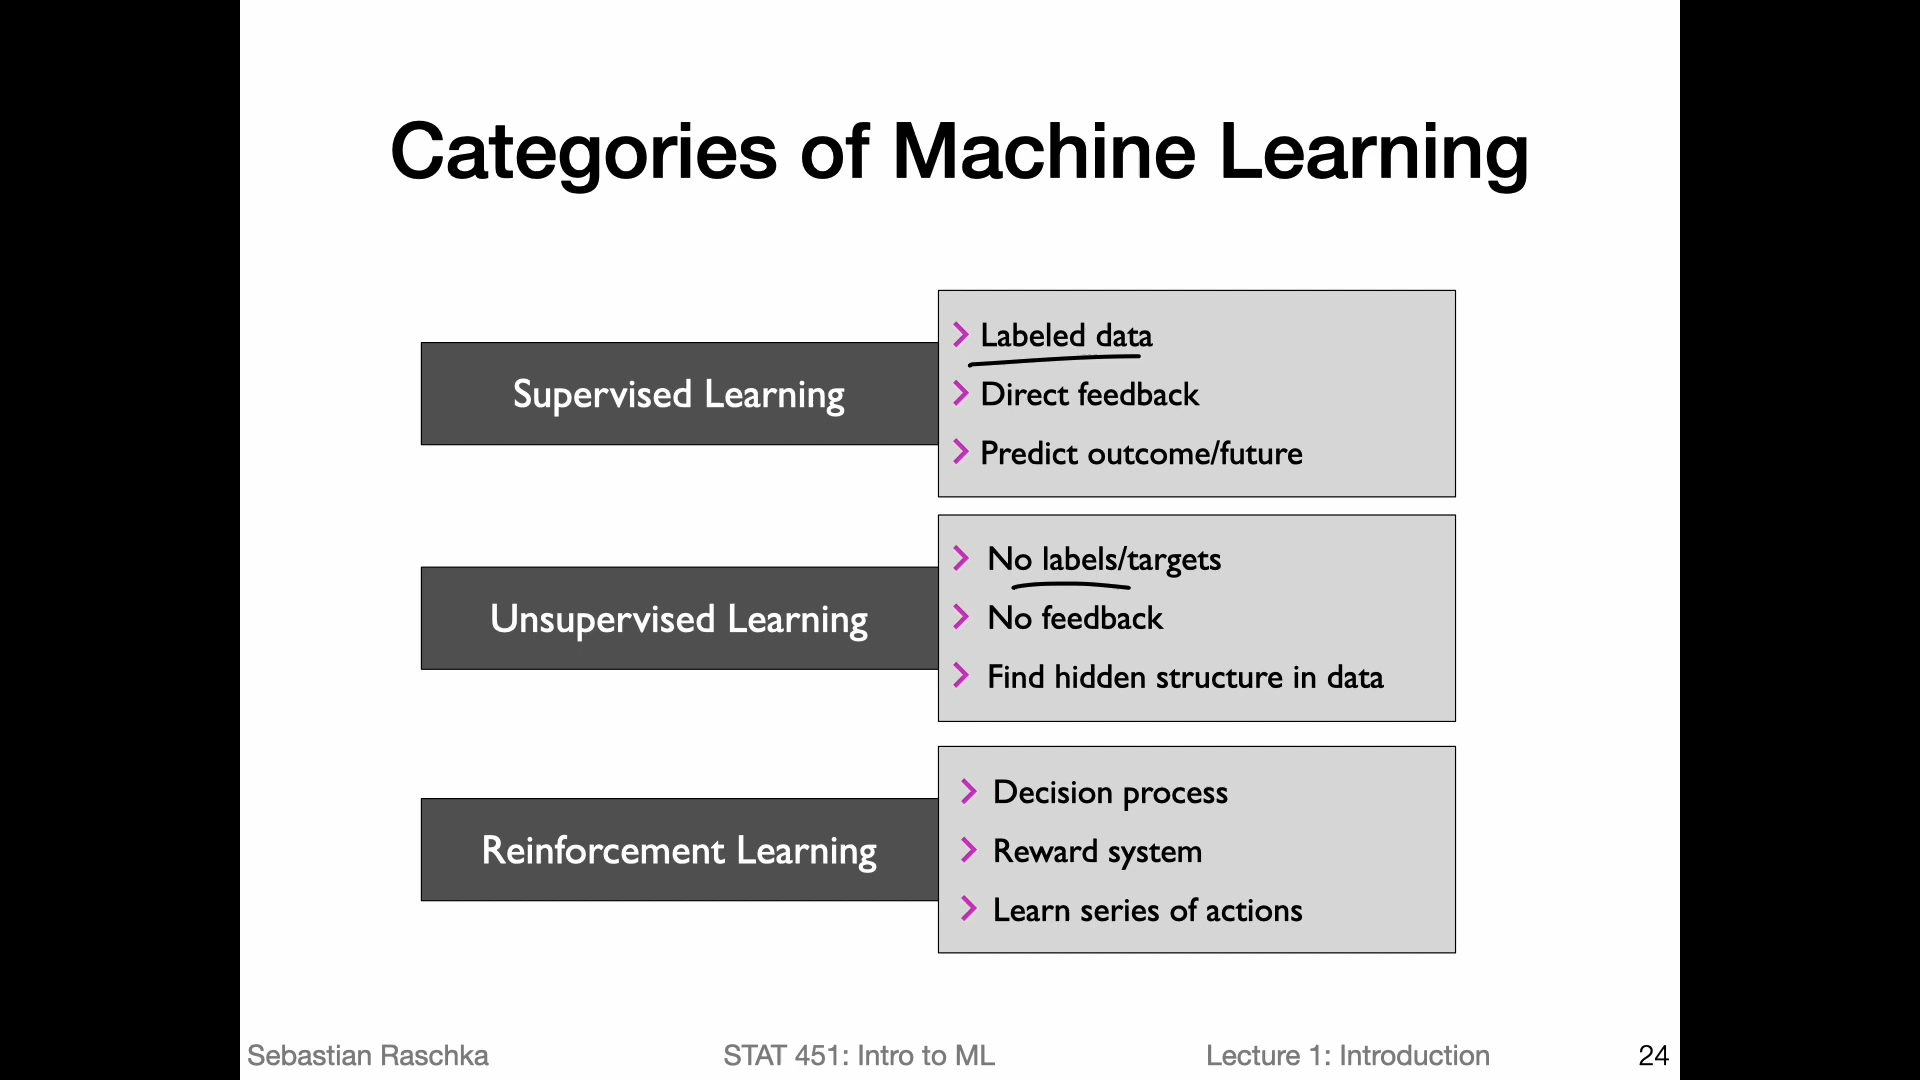 Categories of Machine Learning
Supervised Learning
Labeled data
Direct feedback
Predict outcome/future
Unsupervised Learning
No labels/targets
No feedback
Find hidden structure in data
Reinforcement Learning
Decision process
Reward system
Learn series of actions
Sebastian Raschka STAT 451: Intro to ML Lecture 1: Introduction 24